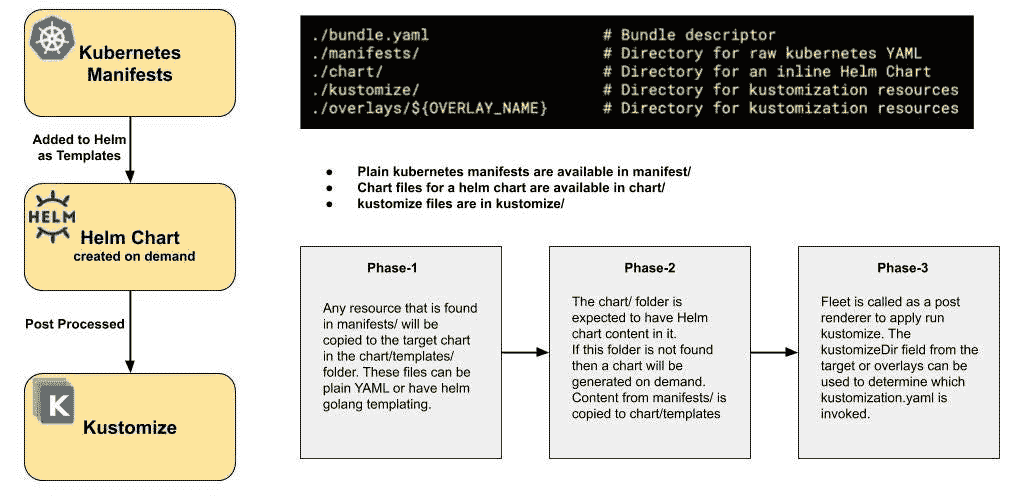 Kubernetes
Manifests
Added to Helm
as Templates
HELM
Helm Chart
created on demand
Post Processed
K
Kustomize
./bundle.yaml # Bundle descriptor
./manifests/ # Directory for raw kubernetes YAML
./chart/ # Directory for an inline Helm Chart
./kustomize/ # Directory for kustomization resources
./overlays/${OVERLAY_NAME} # Directory for kustomization resources
● Plain kubernetes manifests are available in manifest/
● Chart files for a helm chart are available in chart/
● kustomize files are in kustomize/
Phase-1
Any resource that is found
in manifests/ will be
copied to the target chart
in the chart/templates/
folder. These files can be
plain YAML or have helm
golang templating.
Phase-2
The chart/ folder is
expected to have Helm
chart content in it.
If this folder is not found
then a chart will be
generated on demand.
Content from manifests/ is
copied to chart/templates
Phase-3
Fleet is called as a post
renderer to apply run
kustomize. The
kustomizeDir field from the
target or overlays can be
used to determine which
kustomization.yaml is
invoked.